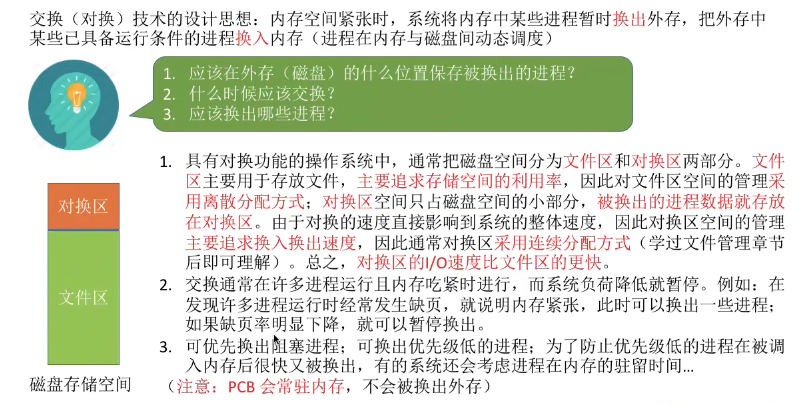 交换（对换）技术的设计思想：内存空间紧张时，系统将内存中某些进程暂时换出外存，把外存中
某些已具备运行条件的进程换入内存（进程在内存与磁盘间动态调度）
1. 应该在外存（磁盘）的什么位置保存被换出的进程？
2. 什么时候应该交换？
3. 应该换出哪些进程？
1. 具有对换功能的操作系统中，通常把磁盘空间分为文件区和对换区两部分。文件
区主要用于存放文件，主要追求存储空间的利用率，因此对文件区空间的管理采
用离散分配方式；对换区空间只占磁盘空间的小部分，被换出的进程数据就存放
在对换区。由于对换的速度直接影响到系统的整体速度，因此对换区空间的管理
主要追求换入换出速度，因此通常对换区采用连续分配方式（学过文件管理章节
后即可理解）。总之，对换区的I/O速度比文件区的更快。
2. 交换通常在许多进程运行且内存吃紧时进行，而系统负荷降低就暂停。例如：在
发现许多进程运行时经常发生缺页，就说明内存紧张，此时可以换出一些进程；
如果缺页率明显下降，就可以暂停换出。
3. 可优先换出阻塞进程；可换出优先级低的进程；为了防止优先级低的进程在被调
入内存后很快又被换出，有的系统还会考虑进程在内存的驻留时间…
（注意：PCB 会常驻内存，不会被换出外存）
对换区
文件区
磁盘存储空间